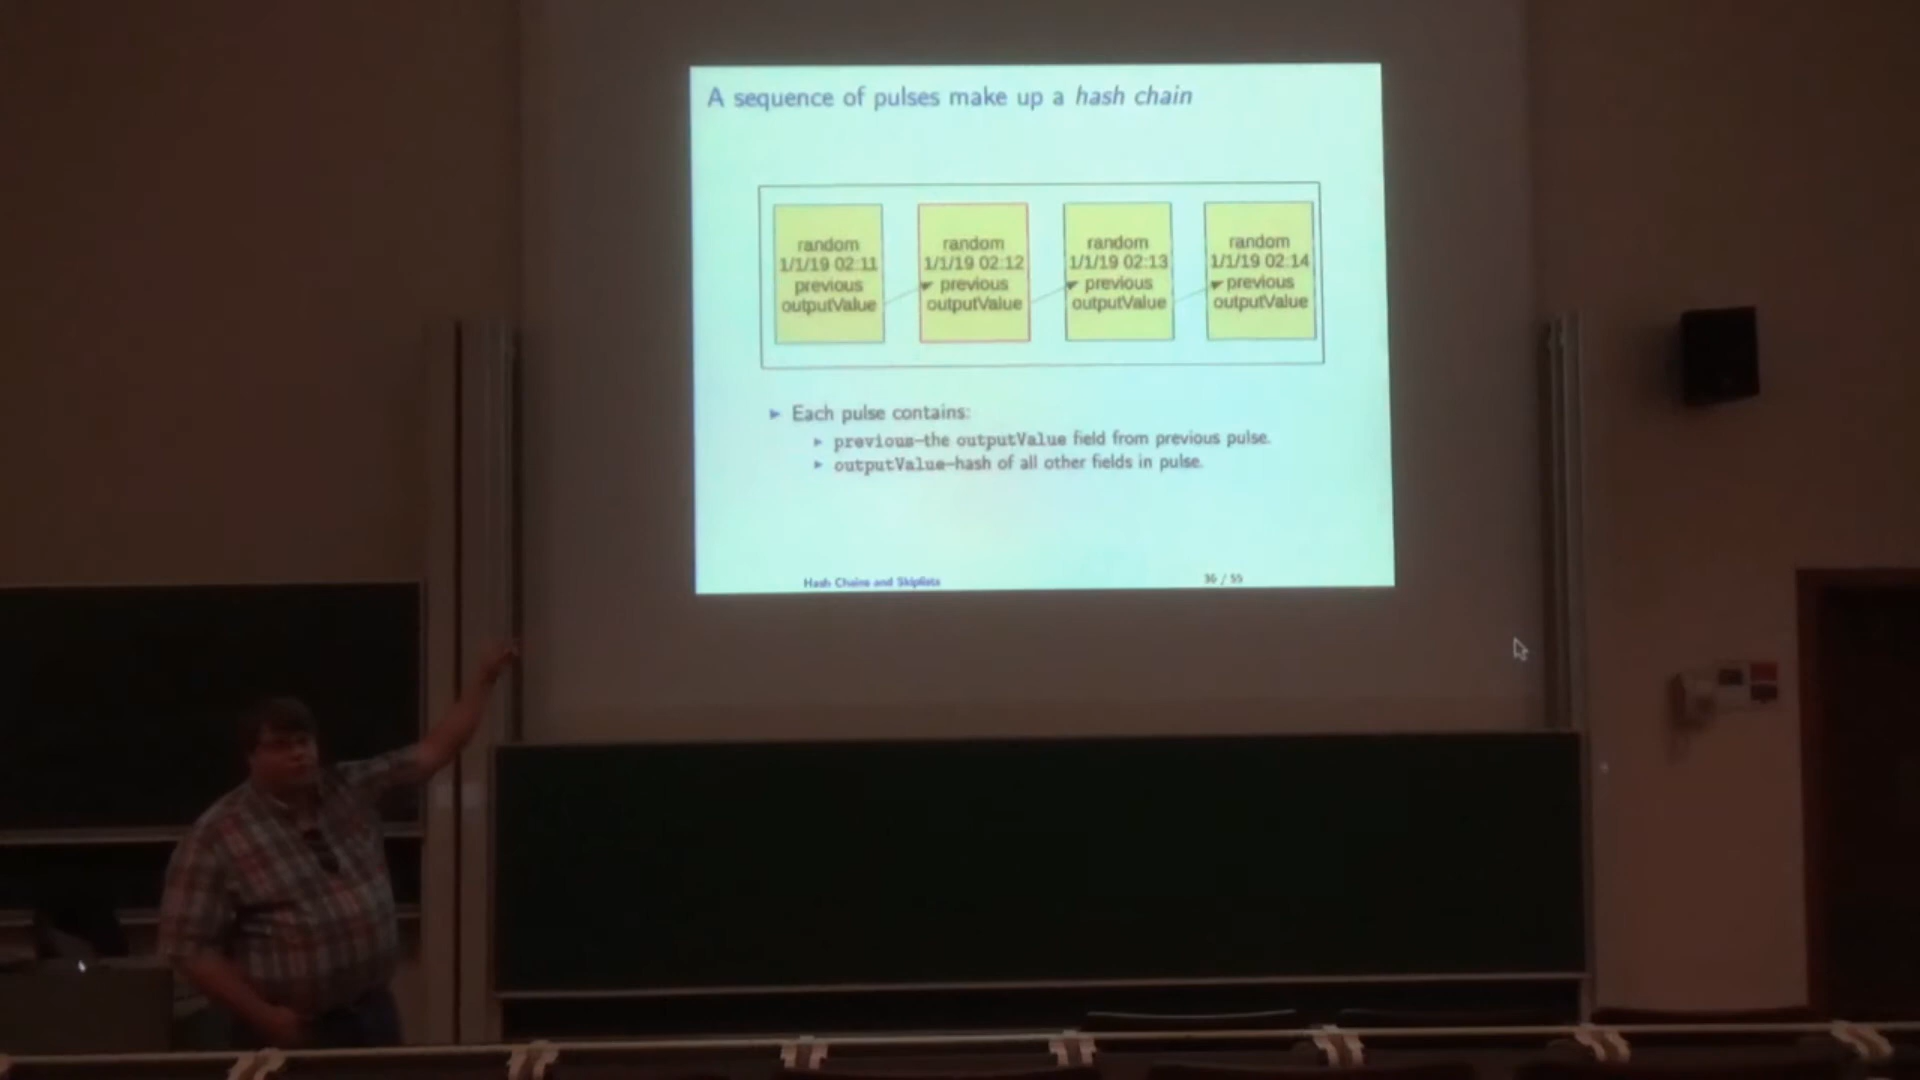 A sequence of pulses make up a hash chain
random
1/1/19 02:11
previous
outputValue
random
1/1/19 02:12
previous
outputValue
random
1/1/19 02:13
previous
outputValue
random
1/1/19 02:14
previous
outputValue
► Each pulse contains:
► previous—the outputValue field from previous pulse.
► outputValue—hash of all other fields in pulse.
Hash Chains and Skiplists
36 / 55